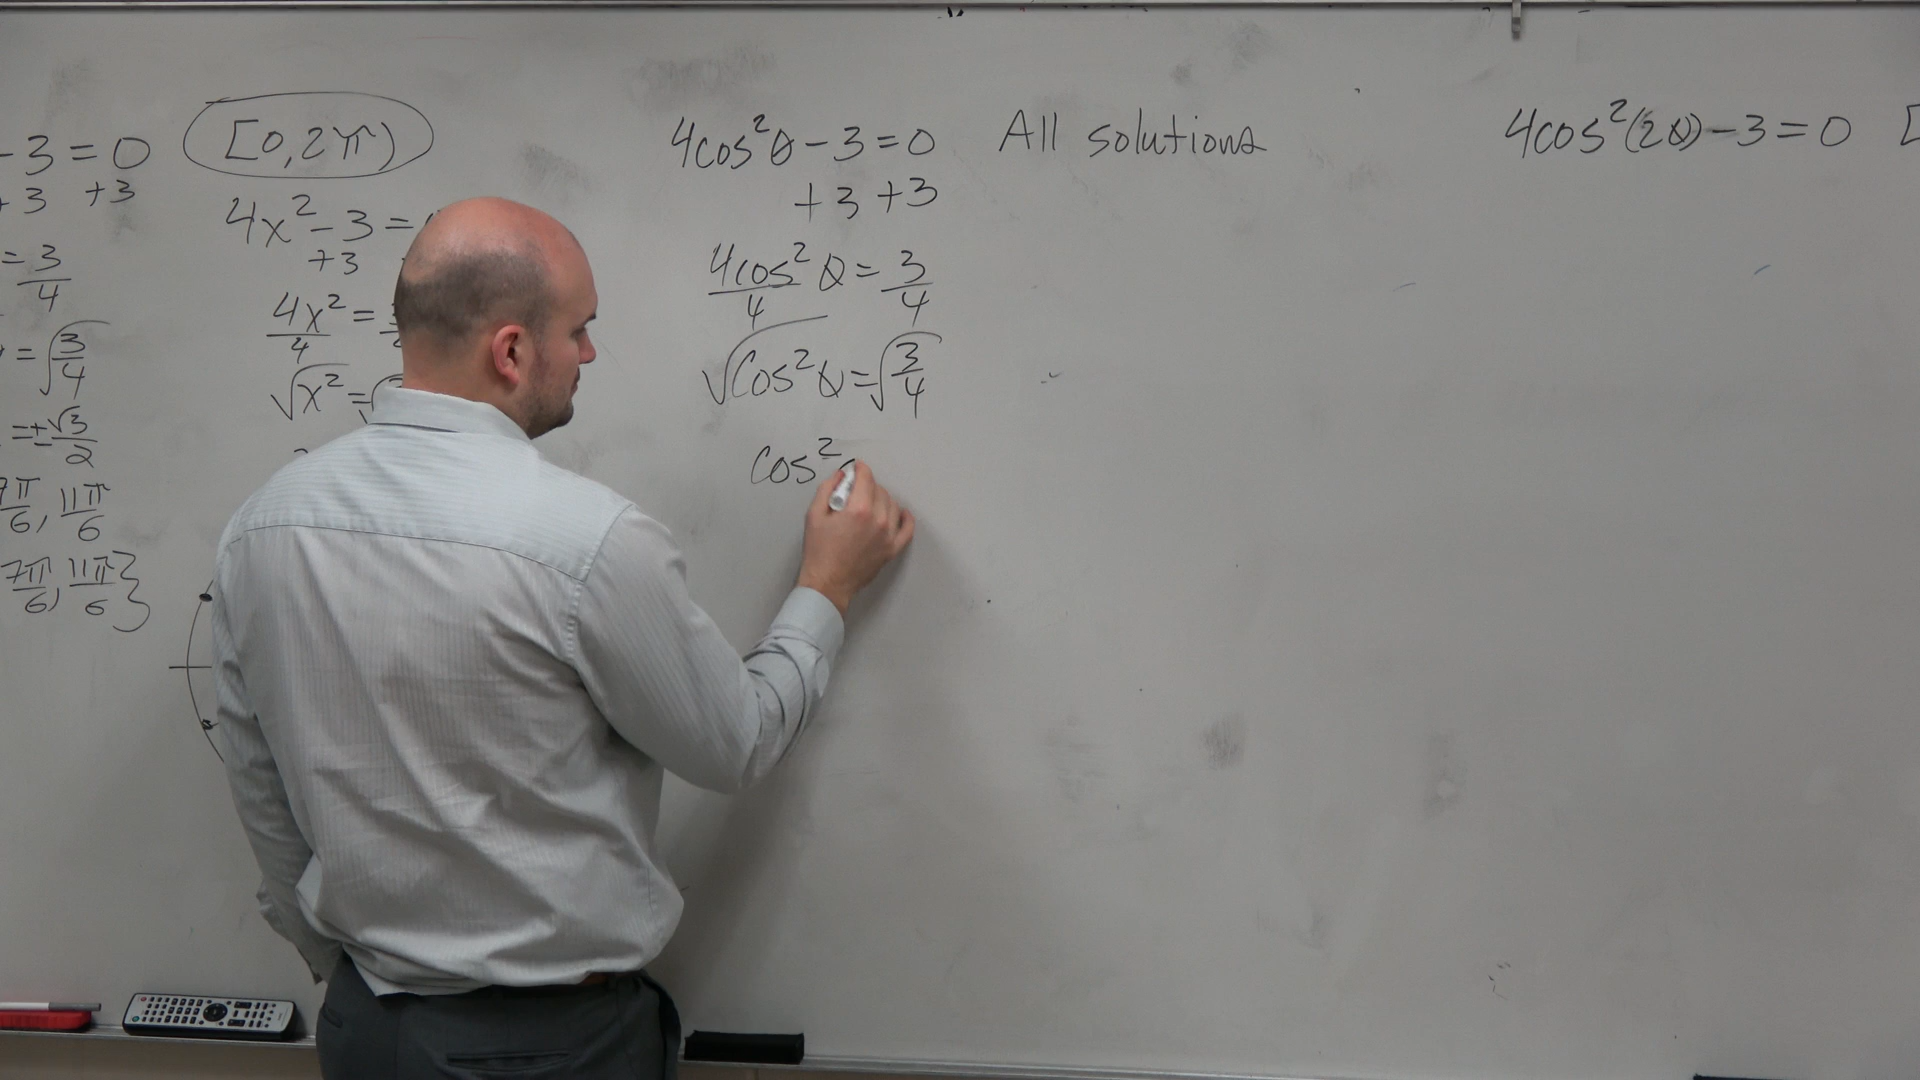 -3=0
+3 +3
=3/4
=√3/4
=±√3/2
π/6, 11π/6
7π/6, 11π/6}
[0,2π)
4x²-3=
+3
4x²/4=
√x²=
4cos²θ-3=0
+3 +3
4cos²θ/4=3/4
√cos²θ=√3/4
cos²
All solutions
4cos²(2θ)-3=0 [